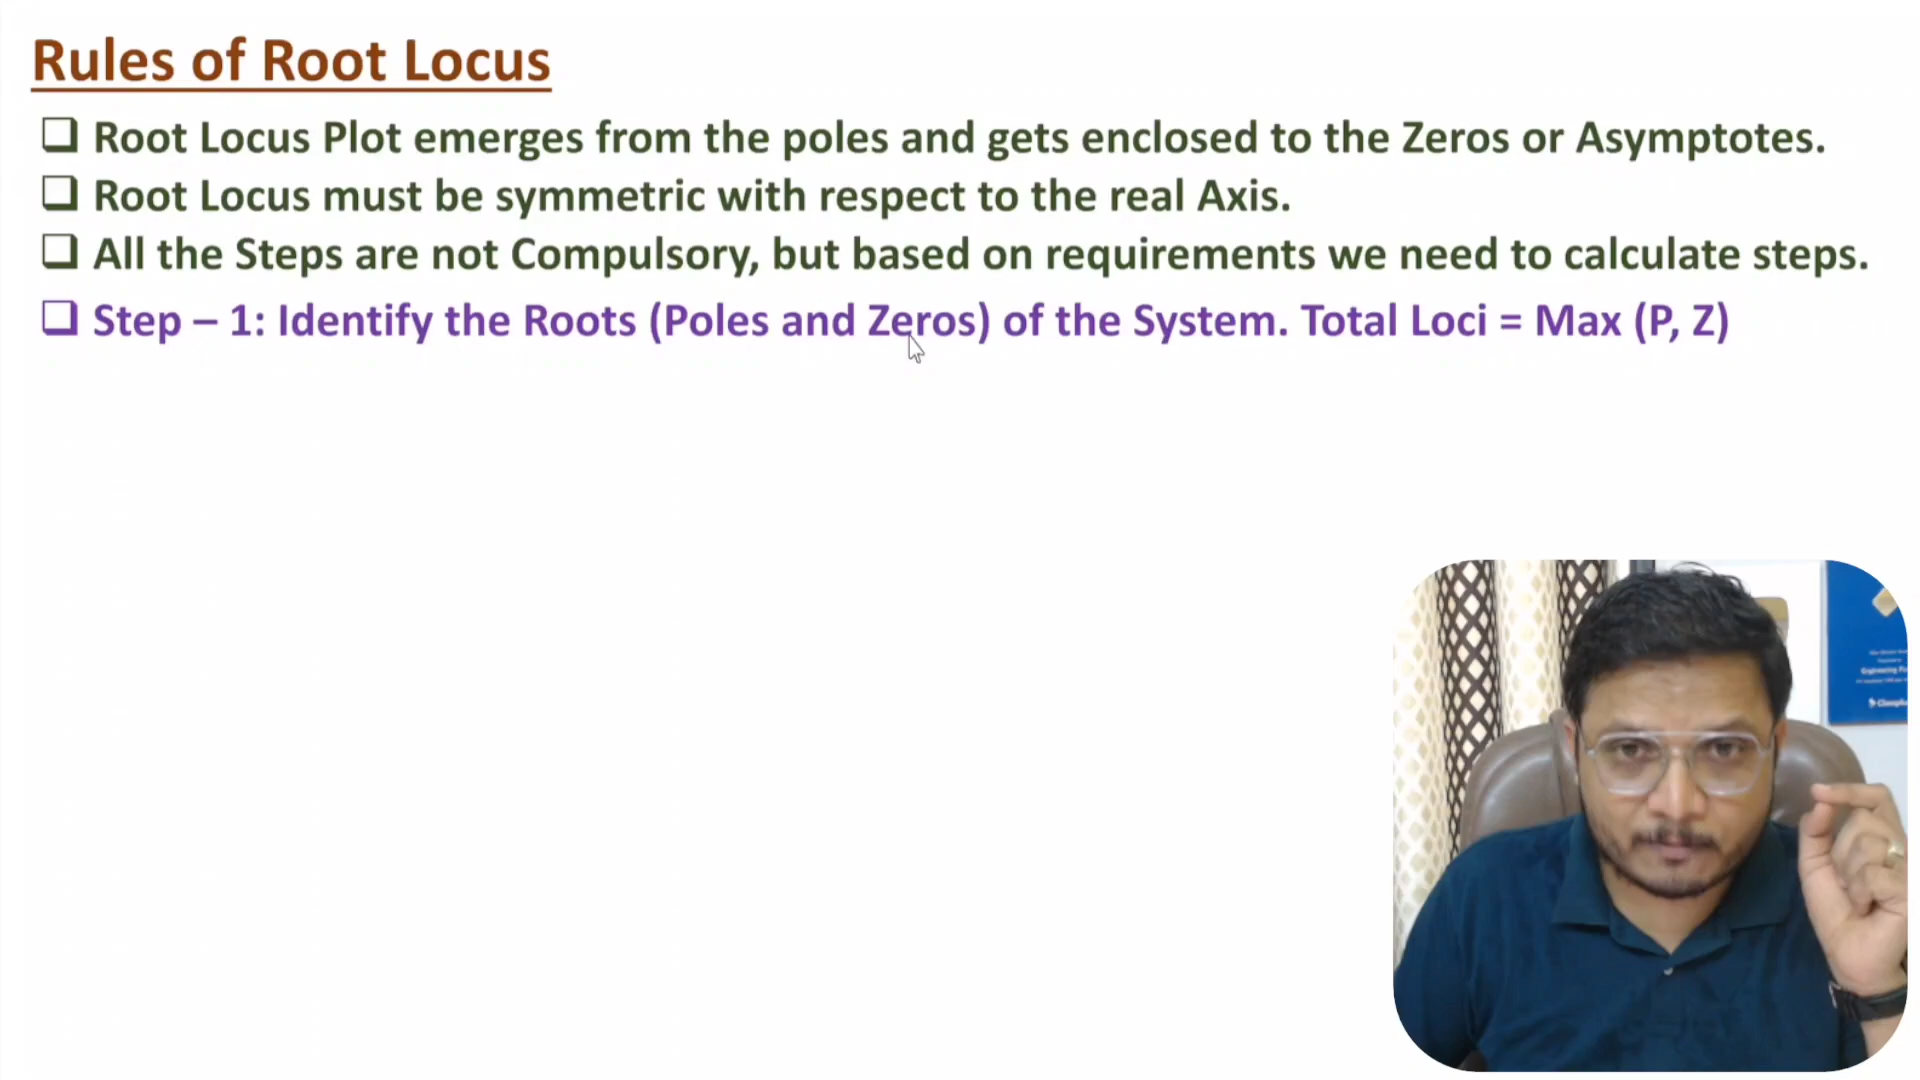 Rules of Root Locus
❑ Root Locus Plot emerges from the poles and gets enclosed to the Zeros or Asymptotes.
❑ Root Locus must be symmetric with respect to the real Axis.
❑ All the Steps are not Compulsory, but based on requirements we need to calculate steps.
❑ Step – 1: Identify the Roots (Poles and Zeros) of the System. Total Loci = Max (P, Z)
Engineering